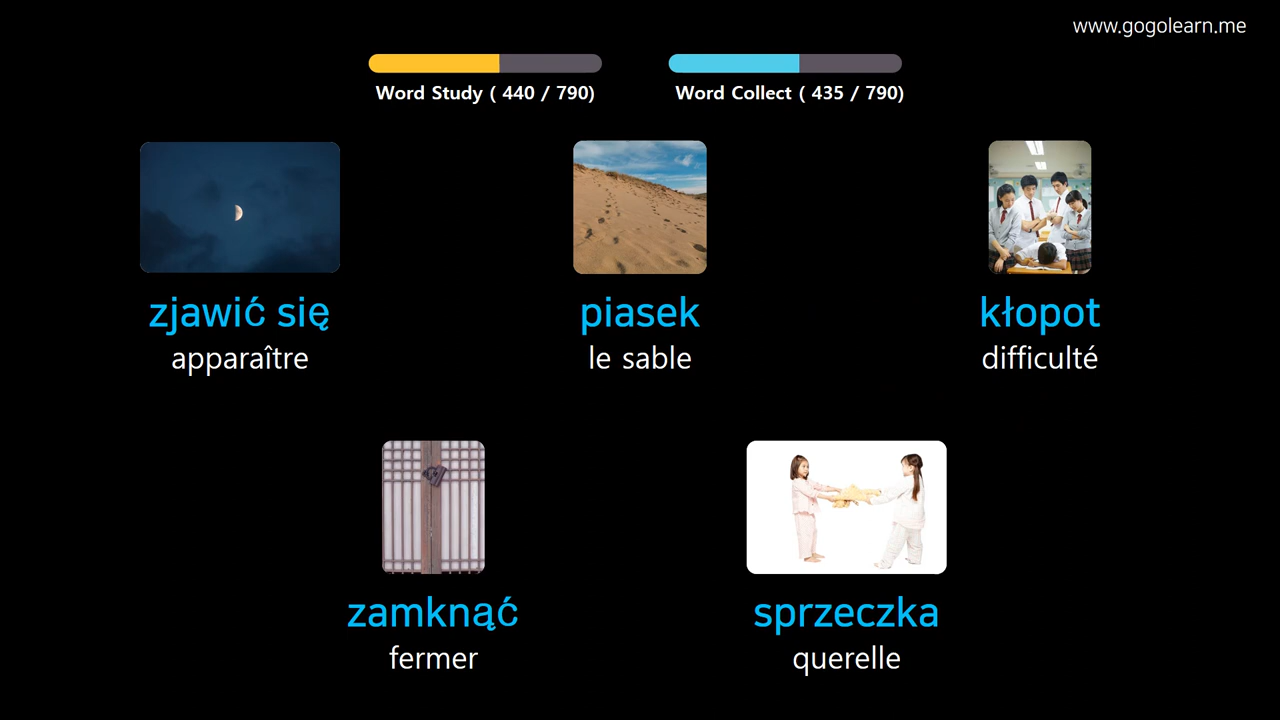 www.gogolearn.me
Word Study ( 440 / 790)
Word Collect ( 435 / 790)
zjawić się
apparaître
piasek
le sable
kłopot
difficulté
zamknąć
fermer
sprzeczka
querelle